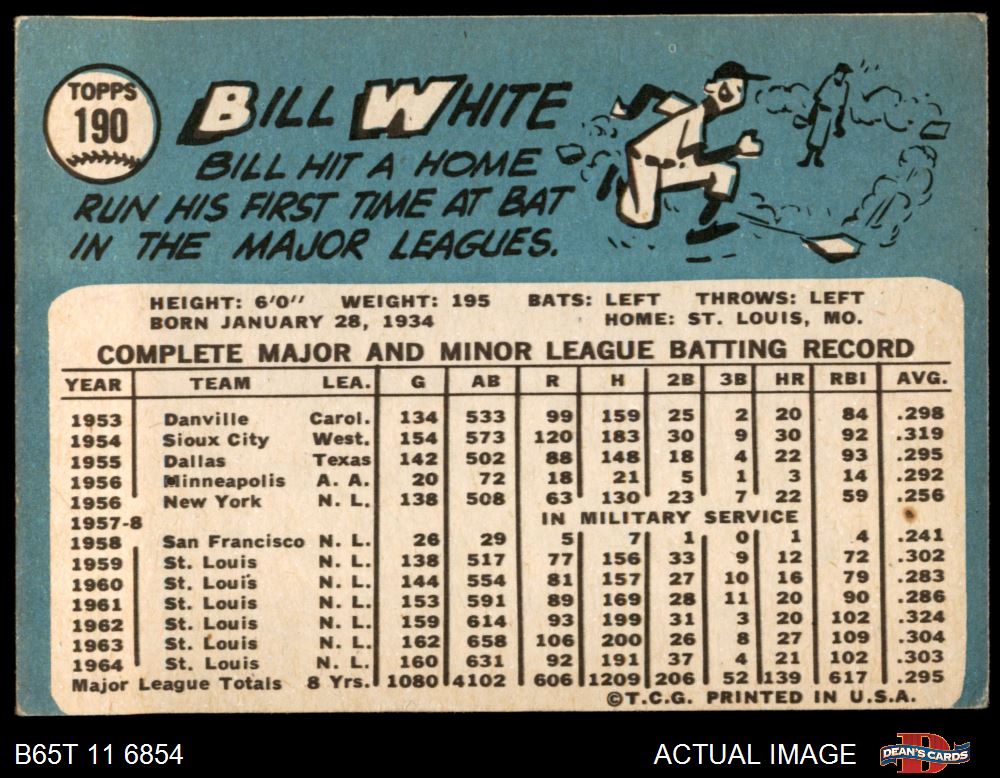 TOPPS
190
BILL WHITE
BILL HIT A HOME
RUN HIS FIRST TIME AT BAT
IN THE MAJOR LEAGUES.
HEIGHT: 6'0" WEIGHT: 195 BATS: LEFT THROWS: LEFT
BORN JANUARY 28, 1934 HOME: ST. LOUIS, MO.
COMPLETE MAJOR AND MINOR LEAGUE BATTING RECORD
YEAR TEAM LEA. G AB R H 2B 3B HR RBI AVG.
1953 Danville Carol. 134 533 99 159 25 2 20 84 .298
1954 Sioux City West. 154 573 120 183 30 9 30 92 .319
1955 Dallas Texas 142 502 88 148 18 4 22 93 .295
1956 Minneapolis A. A. 20 72 18 21 5 1 3 14 .292
1956 New York N. L. 138 508 63 130 23 7 22 59 .256
1957-8 IN MILITARY SERVICE
1958 San Francisco N. L. 26 29 5 7 1 0 1 4 .241
1959 St. Louis N. L. 138 517 77 156 33 9 12 72 .302
1960 St. Louis N. L. 144 554 81 157 27 10 16 79 .283
1961 St. Louis N. L. 153 591 89 169 28 11 20 90 .286
1962 St. Louis N. L. 159 614 93 199 31 3 20 102 .324
1963 St. Louis N. L. 162 658 106 200 26 8 27 109 .304
1964 St. Louis N. L. 160 631 92 191 37 4 21 102 .303
Major League Totals 8 Yrs. 1080 4102 606 1209 206 52 139 617 .295
©T.C.G. PRINTED IN U.S.A.
B65T 11 6854 ACTUAL IMAGE DEAN'S CARDS